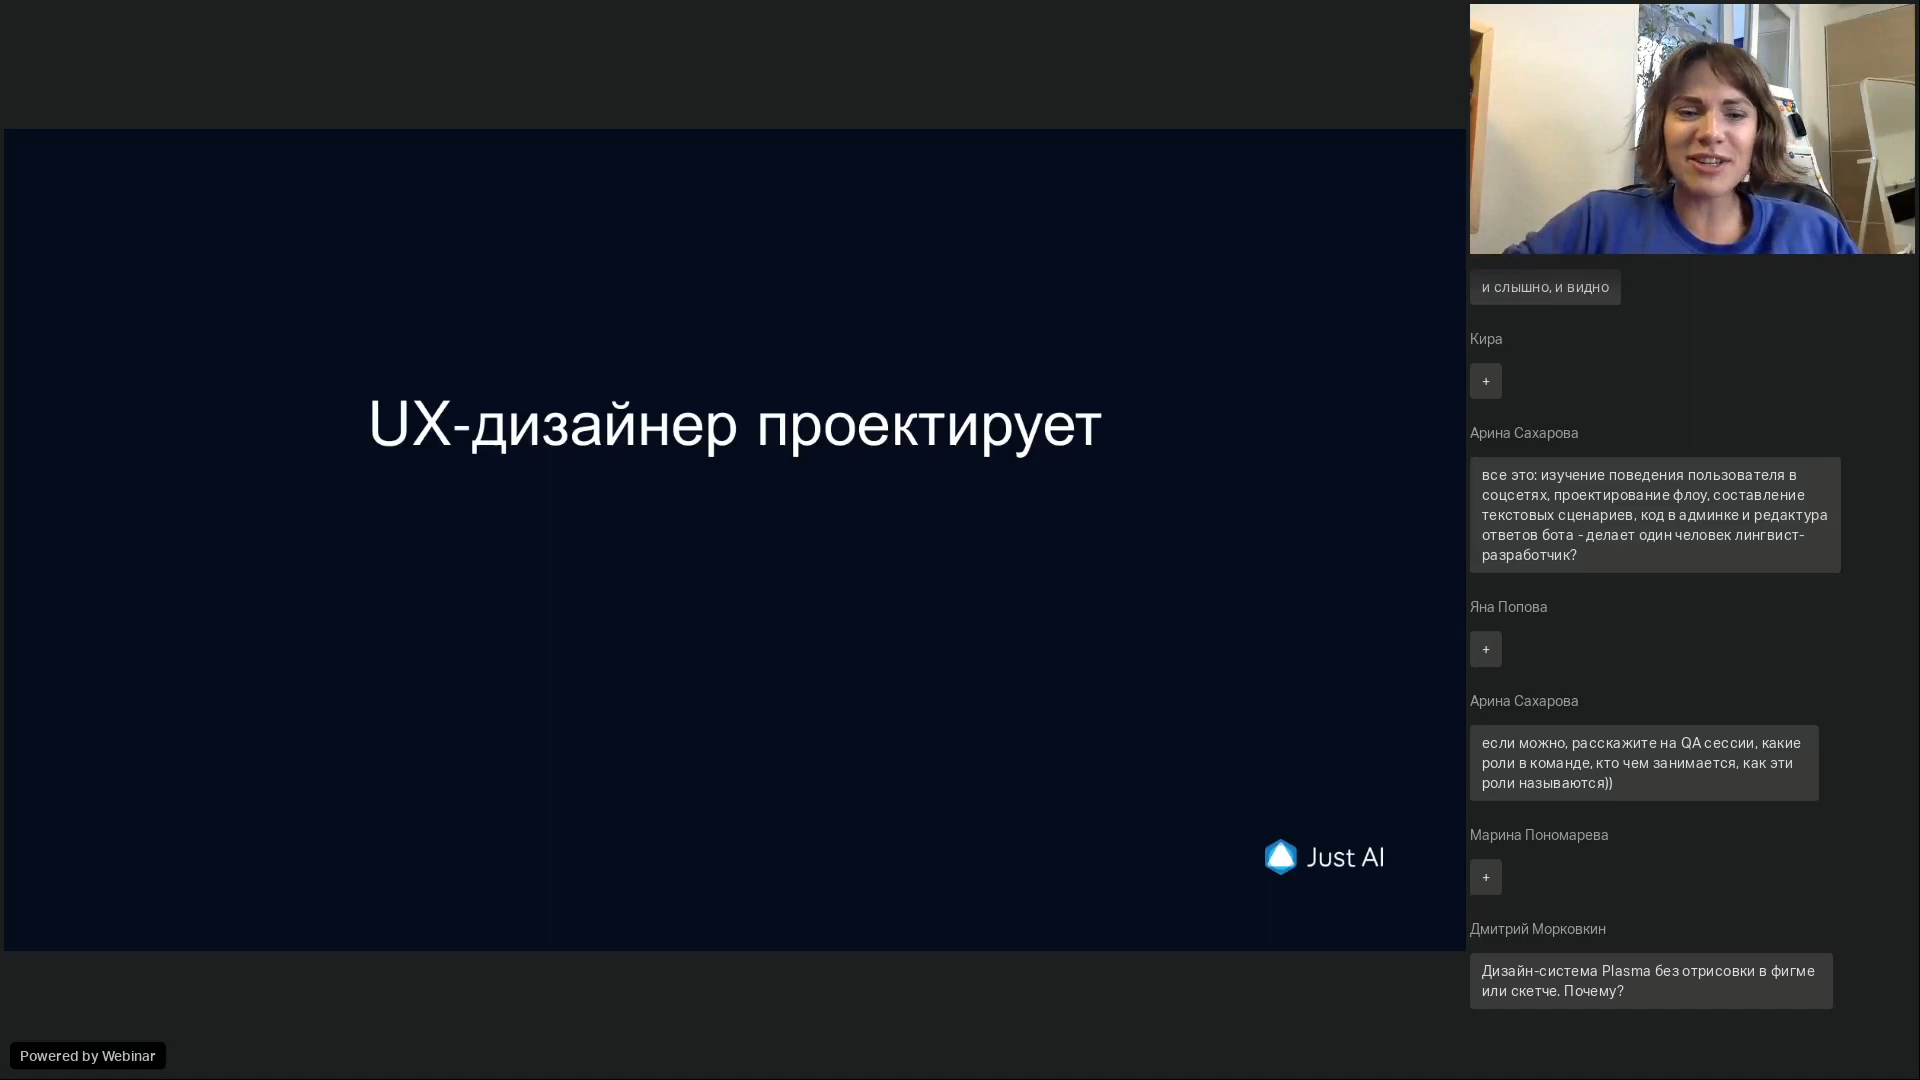 UX-дизайнер проектирует
Just AI
Powered by Webinar
и слышно, и видно
Кира
+
Арина Сахарова
все это: изучение поведения пользователя в
соцсетях, проектирование флоу, составление
текстовых сценариев, код в админке и редактура
ответов бота - делает один человек лингвист-
разработчик?
Яна Попова
+
Арина Сахарова
если можно, расскажите на QA сессии, какие
роли в команде, кто чем занимается, как эти
роли называются))
Марина Пономарева
+
Дмитрий Морковкин
Дизайн-система Plasma без отрисовки в фигме
или скетче. Почему?